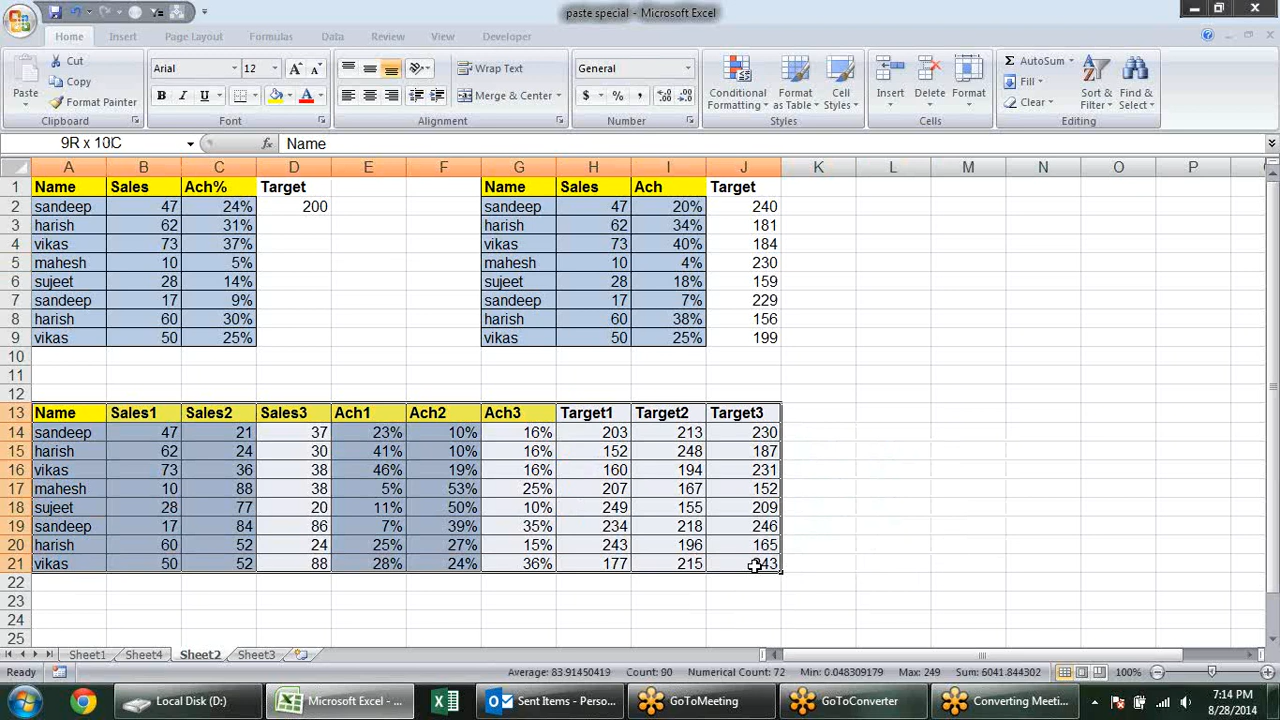 paste special - Microsoft Excel
Home Insert Page Layout Formulas Data Review View Developer
Paste Cut Copy Format Painter Clipboard
Arial 12 A A B I U A Font
Wrap Text Merge & Center Alignment
General $ % , Number
Conditional Formatting Format as Table Cell Styles Styles
Insert Delete Format Cells
Σ AutoSum Fill Clear Sort & Filter Find & Select Editing
9R x 10C fx Name
A B C D E F G H I J K L M N O P
1 Name Sales Ach% Target Name Sales Ach Target
2 sandeep 47 24% 200 sandeep 47 20% 240
3 harish 62 31% harish 62 34% 181
4 vikas 73 37% vikas 73 40% 184
5 mahesh 10 5% mahesh 10 4% 230
6 sujeet 28 14% sujeet 28 18% 159
7 sandeep 17 9% sandeep 17 7% 229
8 harish 60 30% harish 60 38% 156
9 vikas 50 25% vikas 50 25% 199
10
11
12
13 Name Sales1 Sales2 Sales3 Ach1 Ach2 Ach3 Target1 Target2 Target3
14 sandeep 47 21 37 23% 10% 16% 203 213 230
15 harish 62 24 30 41% 10% 16% 152 248 187
16 vikas 73 36 38 46% 19% 16% 160 194 231
17 mahesh 10 88 38 5% 53% 25% 207 167 152
18 sujeet 28 77 20 11% 50% 10% 249 155 209
19 sandeep 17 84 86 7% 39% 35% 234 218 246
20 harish 60 52 24 25% 27% 15% 243 196 165
21 vikas 50 52 88 28% 24% 36% 177 215 243
22
23
24
25
Sheet1 Sheet4 Sheet2 Sheet3
Ready Average: 83.91450419 Count: 90 Numerical Count: 72 Min: 0.048309179 Max: 249 Sum: 6041.844302 100%
Local Disk (D:) Microsoft Excel - ... Sent Items - Perso... GoToMeeting GoToConverter Converting Meeti... 7:14 PM
8/28/2014